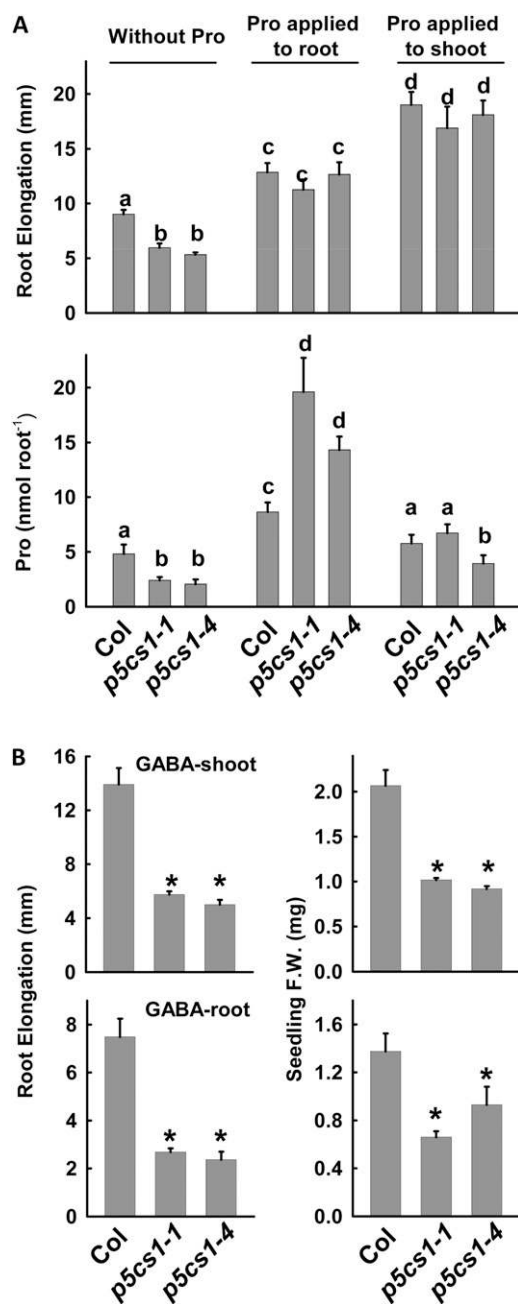 A
Without Pro
Pro applied
to root
Pro applied
to shoot
Root Elongation (mm)
20
15
10
5
0
a
b
b
c
c
c
d
d
d
Pro (nmol root⁻¹)
20
15
10
5
0
a
b
b
c
d
d
a
a
b
Col
p5cs1-1
p5cs1-4
Col
p5cs1-1
p5cs1-4
Col
p5cs1-1
p5cs1-4
B
Root Elongation (mm)
GABA-shoot
16
12
8
4
0
* *
Seedling F.W. (mg)
2.0
1.5
1.0
0.5
0.0
* *
GABA-root
8
6
4
2
0
* *
1.6
1.2
0.8
0.4
0.0
*
*
Col
p5cs1-1
p5cs1-4
Col
p5cs1-1
p5cs1-4